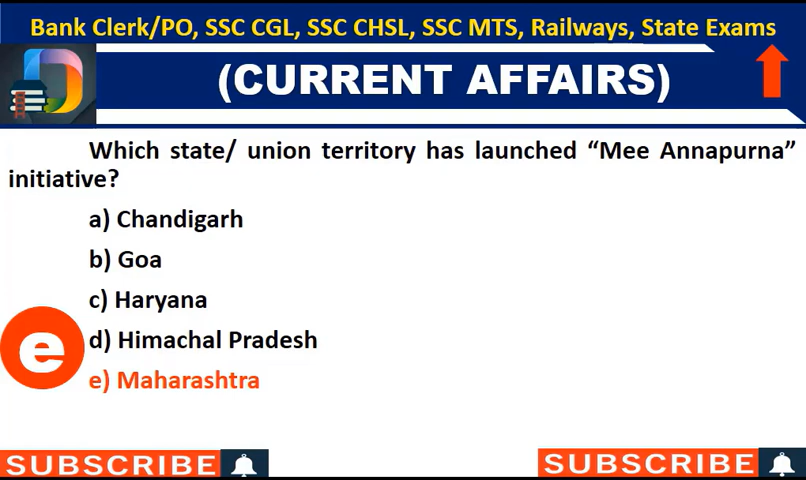 Bank Clerk/PO, SSC CGL, SSC CHSL, SSC MTS, Railways, State Exams
(CURRENT AFFAIRS)
Which state/ union territory has launched “Mee Annapurna”
initiative?
a) Chandigarh
b) Goa
c) Haryana
d) Himachal Pradesh
e
e) Maharashtra
SUBSCRIBE
SUBSCRIBE